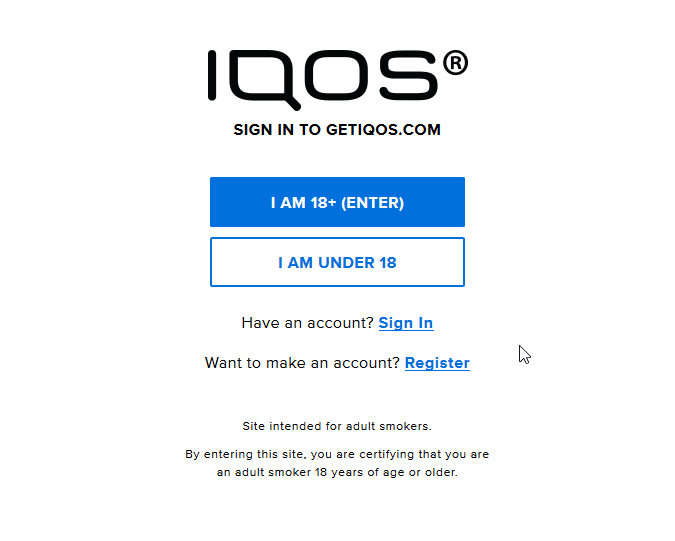 IQOS®
SIGN IN TO GETIQOS.COM
I AM 18+ (ENTER)
I AM UNDER 18
Have an account? Sign In
Want to make an account? Register
Site intended for adult smokers.
By entering this site, you are certifying that you are
an adult smoker 18 years of age or older.